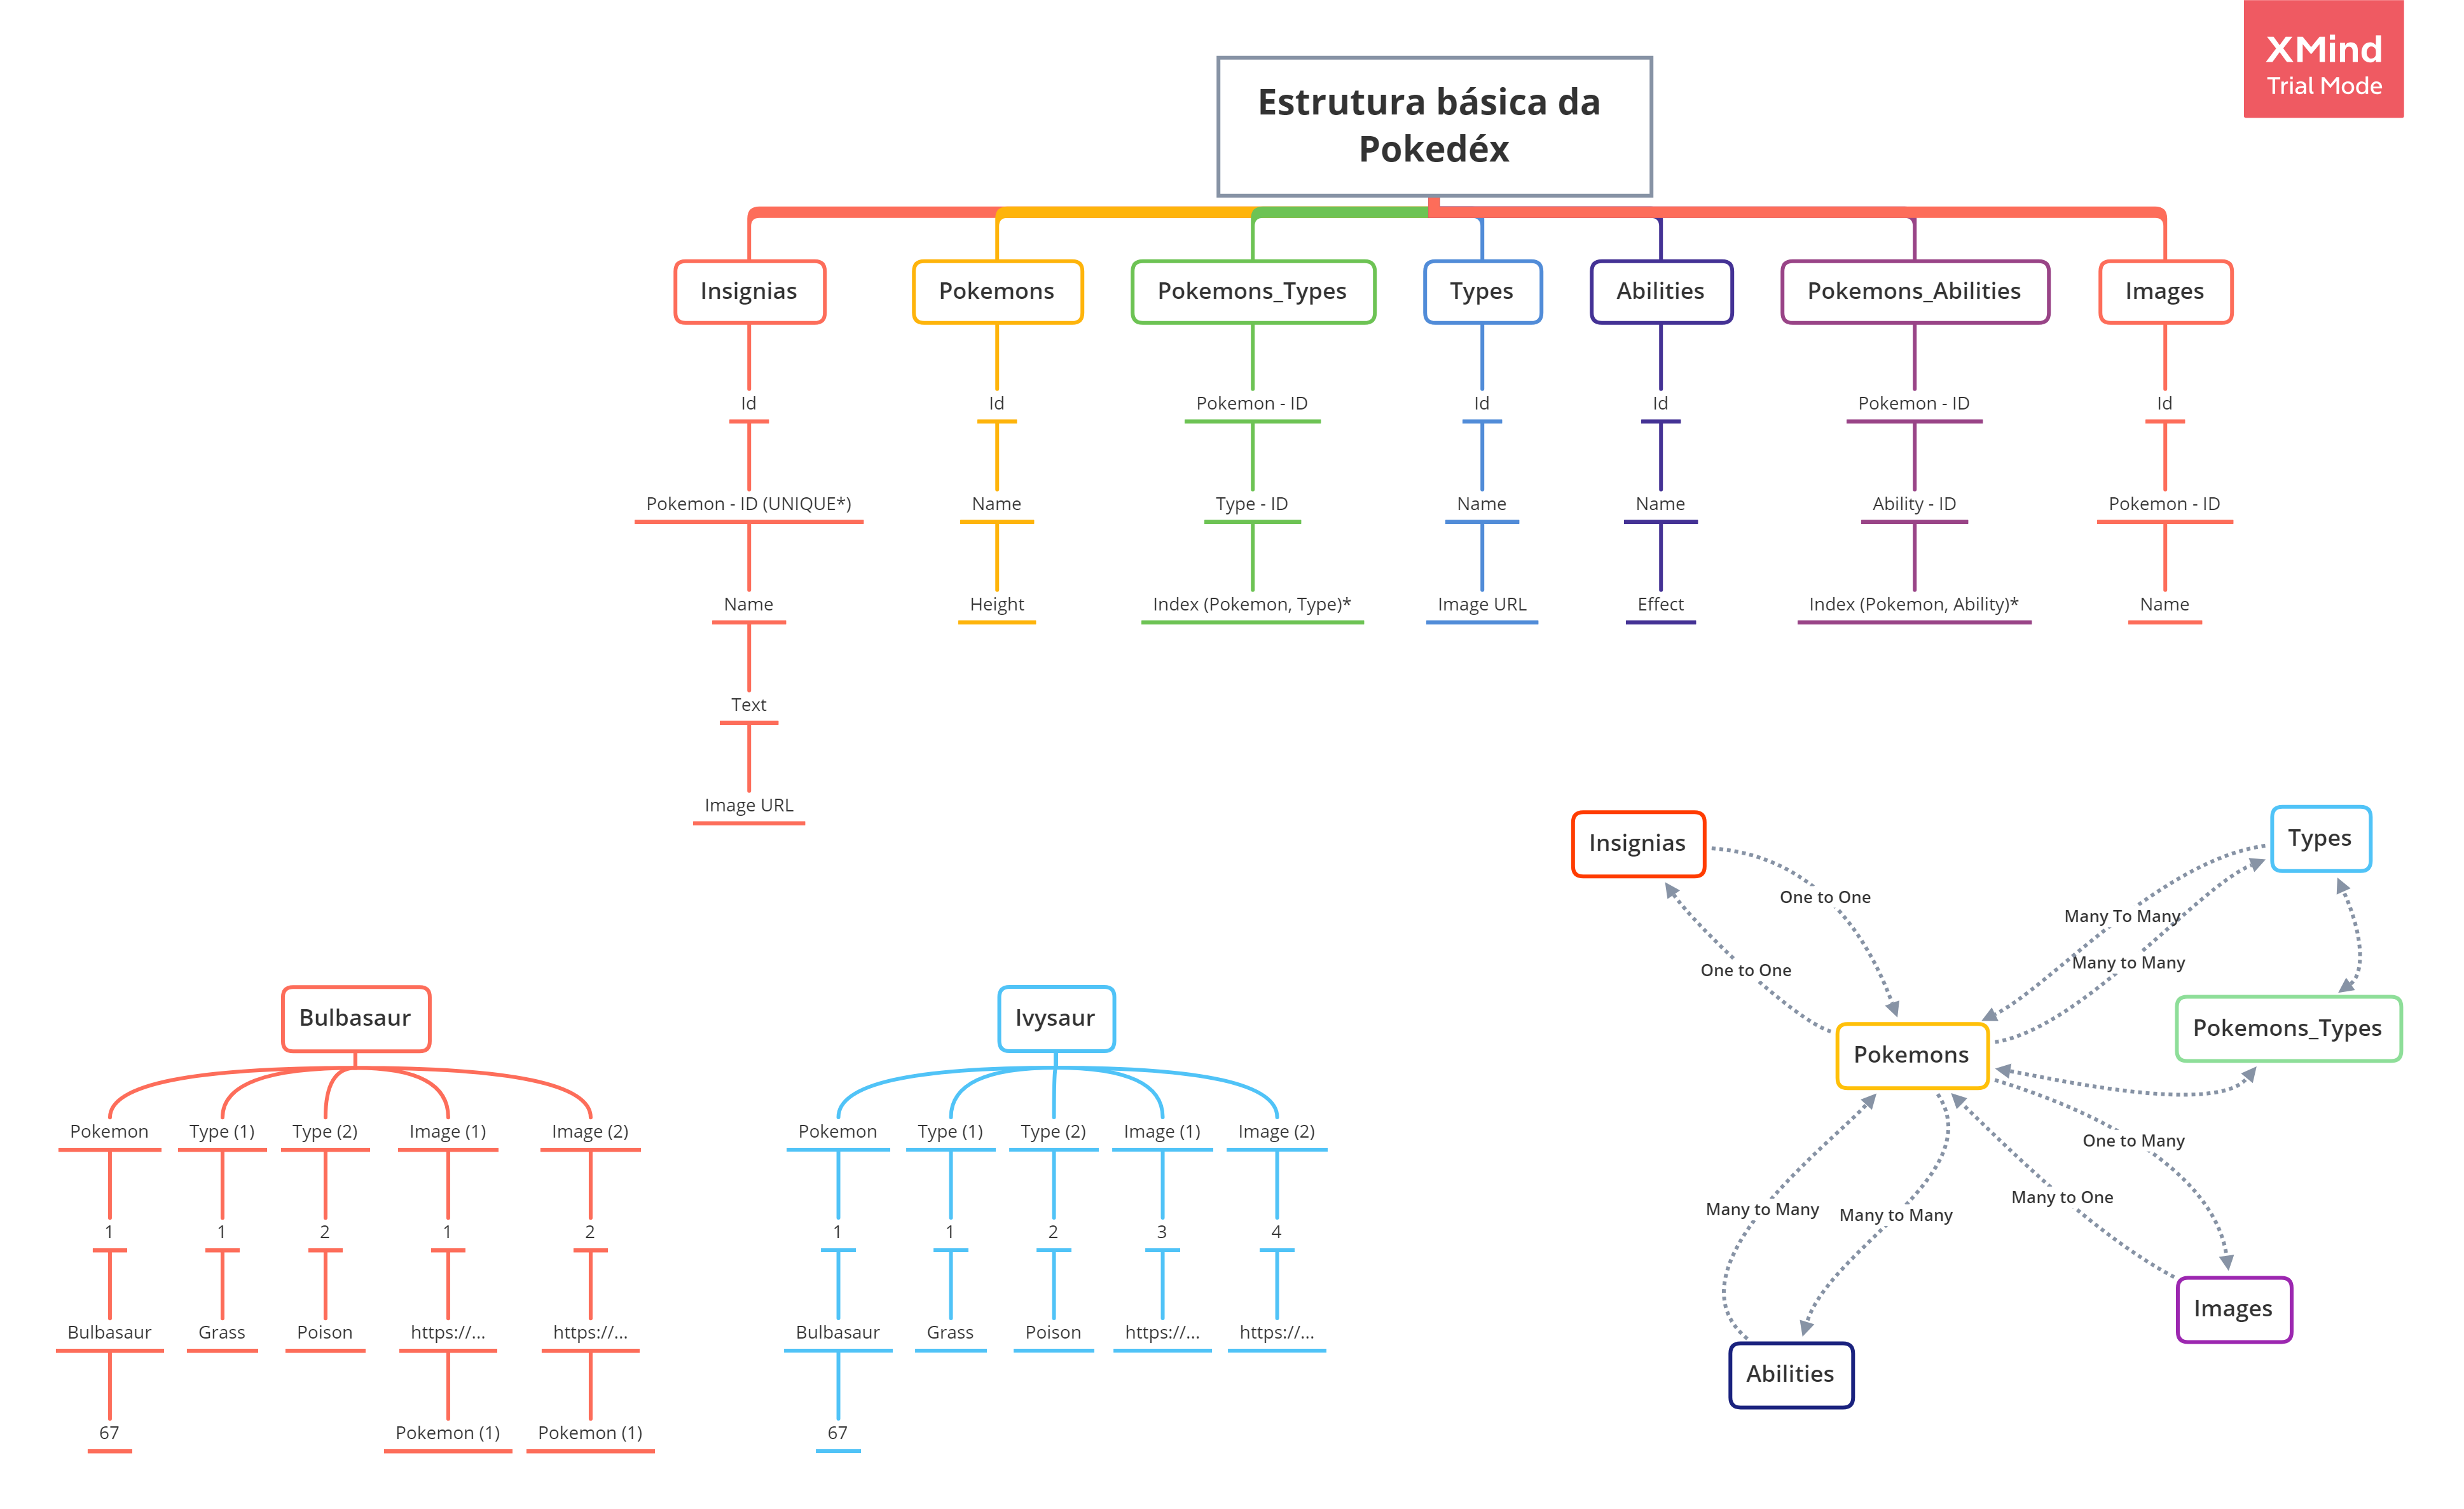 XMind
Trial Mode
Estrutura básica da
Pokedéx
Insignias
Pokemons
Pokemons_Types
Types
Abilities
Pokemons_Abilities
Images
Id
Id
Pokemon - ID
Id
Id
Pokemon - ID
Id
Pokemon - ID (UNIQUE*)
Name
Type - ID
Name
Name
Ability - ID
Pokemon - ID
Name
Height
Index (Pokemon, Type)*
Image URL
Effect
Index (Pokemon, Ability)*
Name
Text
Image URL
Insignias
Types
One to One
Many To Many
Many to Many
One to One
Pokemons_Types
Pokemons
One to Many
Many to One
Many to Many
Many to Many
Images
Abilities
Bulbasaur
Pokemon
Type (1)
Type (2)
Image (1)
Image (2)
1
1
2
1
2
Bulbasaur
Grass
Poison
https://...
https://...
67
Pokemon (1)
Pokemon (1)
Ivysaur
Pokemon
Type (1)
Type (2)
Image (1)
Image (2)
1
1
2
3
4
Bulbasaur
Grass
Poison
https://...
https://...
67